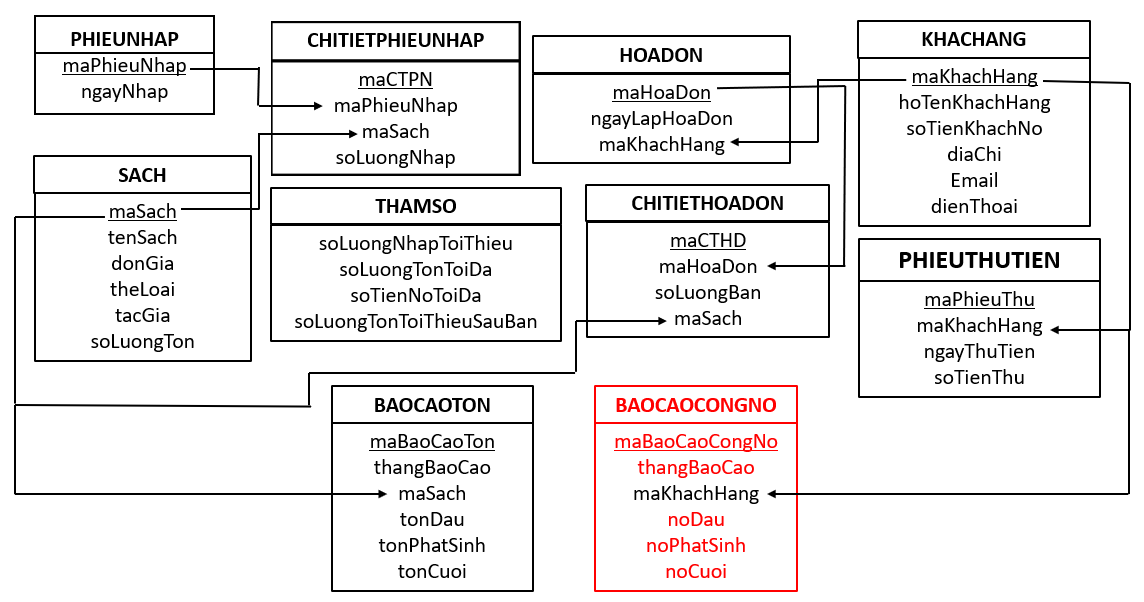 PHIEUNHAP
maPhieuNhap
ngayNhap
CHITIETPHIEUNHAP
maCTPN
maPhieuNhap
maSach
soLuongNhap
HOADON
maHoaDon
ngayLapHoaDon
maKhachHang
KHACHANG
maKhachHang
hoTenKhachHang
soTienKhachNo
diaChi
Email
dienThoai
SACH
maSach
tenSach
donGia
theLoai
tacGia
soLuongTon
THAMSO
soLuongNhapToiThieu
soLuongTonToiDa
soTienNoToiDa
soLuongTonToiThieuSauBan
CHITIETHOADON
maCTHD
maHoaDon
soLuongBan
maSach
PHIEUTHUTIEN
maPhieuThu
maKhachHang
ngayThuTien
soTienThu
BAOCAOTON
maBaoCaoTon
thangBaoCao
maSach
tonDau
tonPhatSinh
tonCuoi
BAOCAOCONGNO
maBaoCaoCongNo
thangBaoCao
maKhachHang
noDau
noPhatSinh
noCuoi